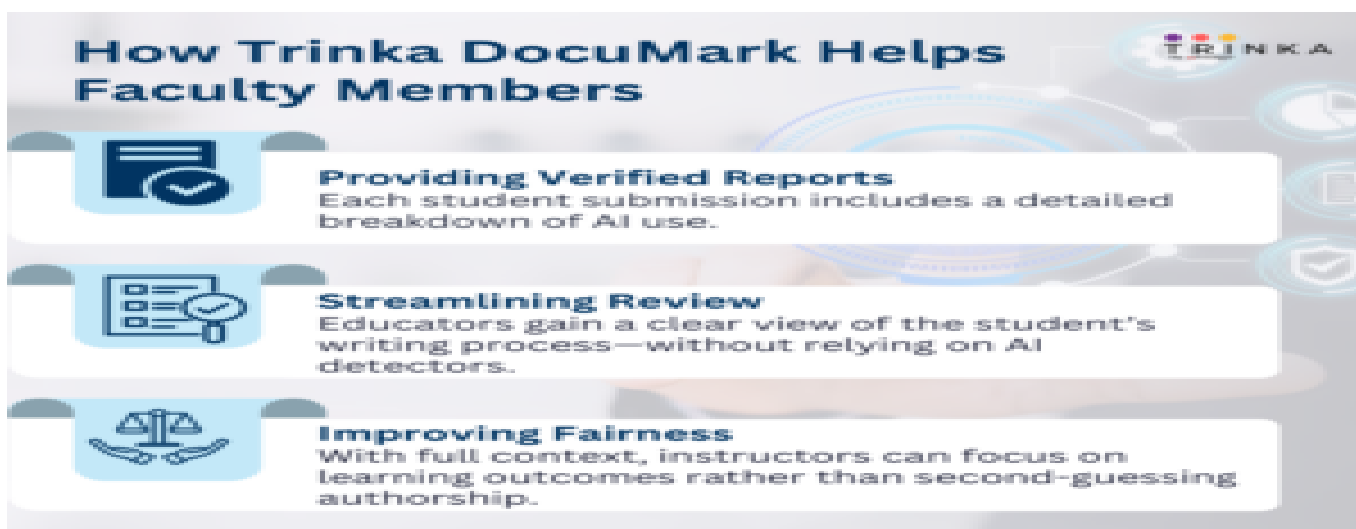 How Trinka DocuMark Helps
TRINKA
Faculty Members
Providing Verified Reports
Each student submission includes a detailed
breakdown of AI use.
Streamlining Review
Educators gain a clear view of the student's
writing process—without relying on AI
detectors.
Improving Fairness
With full context, instructors can focus on
learning outcomes rather than second-guessing
authorship.